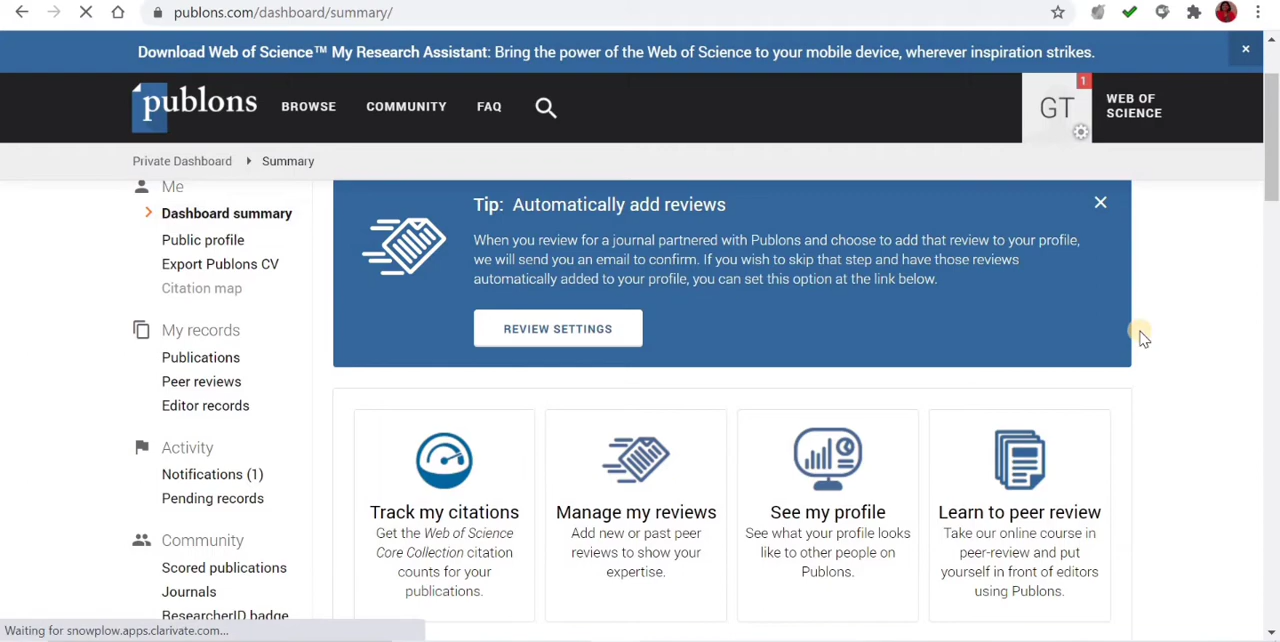 publons.com/dashboard/summary/
Download Web of Science™ My Research Assistant: Bring the power of the Web of Science to your mobile device, wherever inspiration strikes.
publons
BROWSE
COMMUNITY
FAQ
GT
1
WEB OF
SCIENCE
Private Dashboard
Summary
Me
Dashboard summary
Public profile
Export Publons CV
Citation map
My records
Publications
Peer reviews
Editor records
Activity
Notifications (1)
Pending records
Community
Scored publications
Journals
ResearcherID badge
Tip: Automatically add reviews
When you review for a journal partnered with Publons and choose to add that review to your profile,
we will send you an email to confirm. If you wish to skip that step and have those reviews
automatically added to your profile, you can set this option at the link below.
REVIEW SETTINGS
Track my citations
Get the Web of Science
Core Collection citation
counts for your
publications.
Manage my reviews
Add new or past peer
reviews to show your
expertise.
See my profile
See what your profile looks
like to other people on
Publons.
Learn to peer review
Take our online course in
peer-review and put
yourself in front of editors
using Publons.
Waiting for snowplow.apps.clarivate.com...